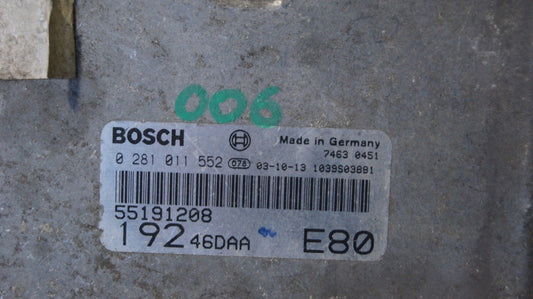 006
BOSCH Made in Germany
7463 0451
0 281 011 552 078 03-10-13 1039S03881
55191208
192 46DAA E80